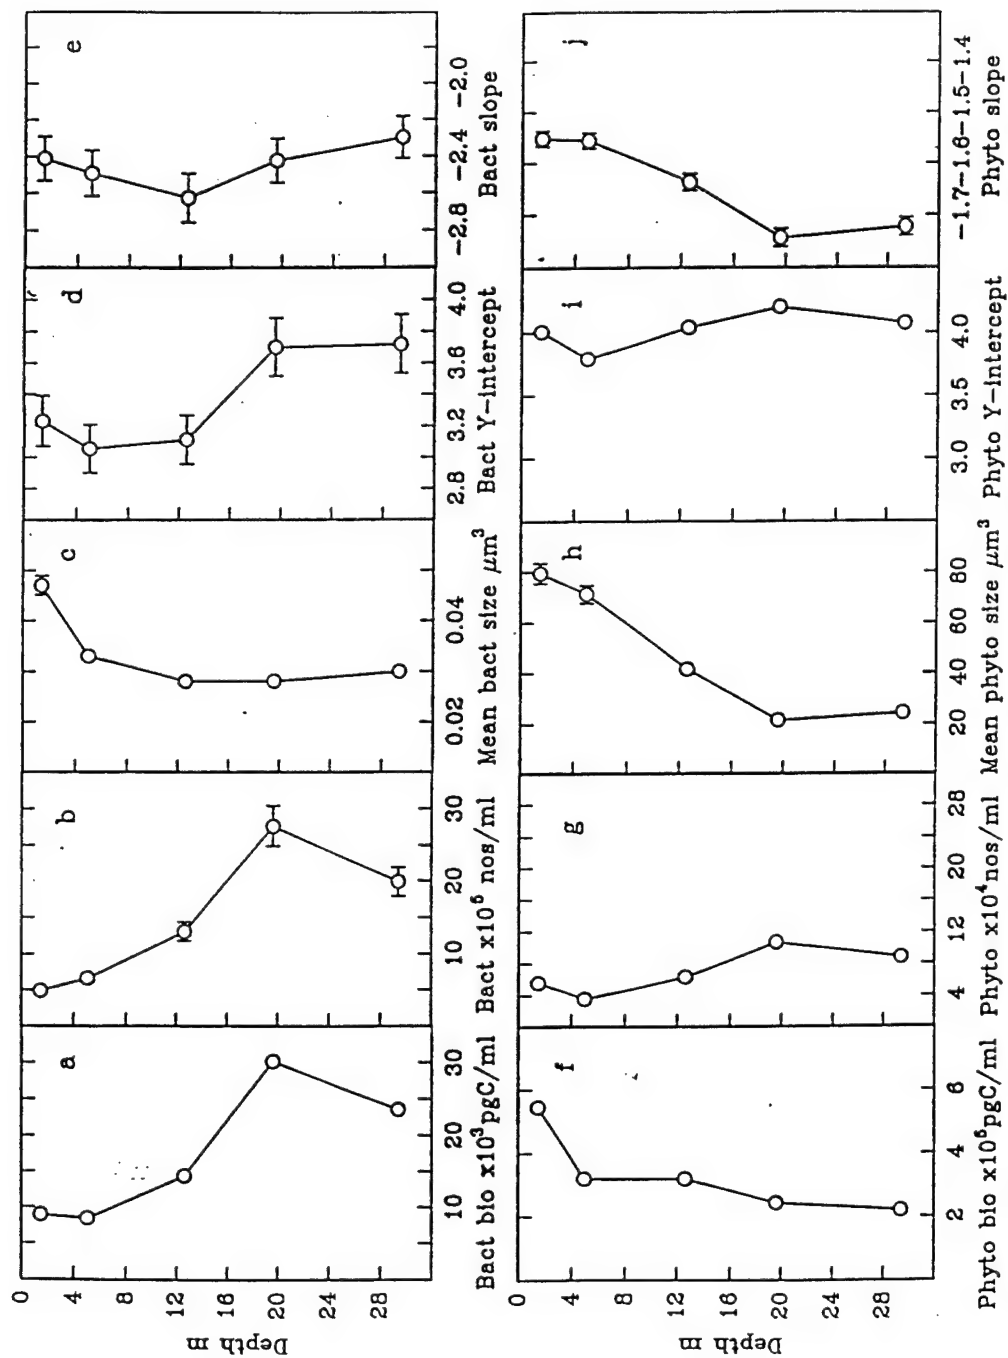 a
b
c
d
e
0
4
8
12
16
20
24
28
Depth m
10 20 30
Bact bio x10³pgC/ml
10 20 30
Bact x10⁵ nos/ml
0.02 0.04
Mean bact size μm³
2.8 3.2 3.6 4.0
Bact Y-intercept
-2.8 -2.4 -2.0
Bact slope
f
g
h
i
j
0
4
8
12
16
20
24
28
Depth m
2 4 6
Phyto bio x10⁵pgC/ml
4 12 20 28
Phyto x10⁴nos/ml
20 40 60 80
Mean phyto size μm³
3.0 3.5 4.0
Phyto Y-intercept
-1.7-1.6-1.5-1.4
Phyto slope